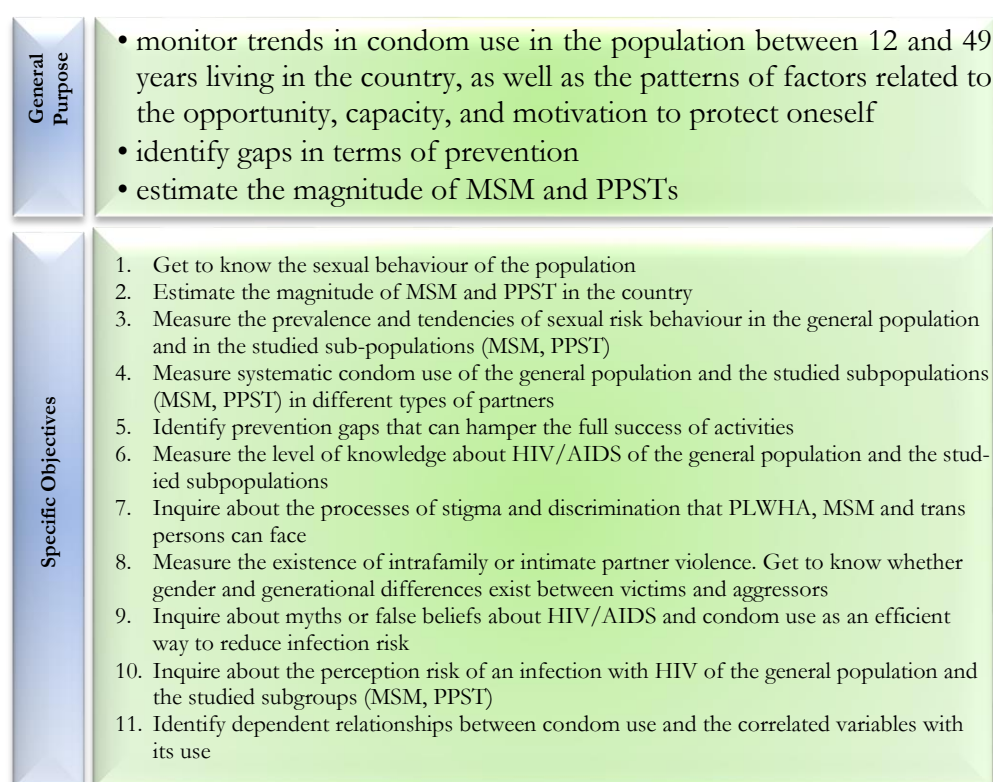 General
Purpose
• monitor trends in condom use in the population between 12 and 49
years living in the country, as well as the patterns of factors related to
the opportunity, capacity, and motivation to protect oneself
• identify gaps in terms of prevention
• estimate the magnitude of MSM and PPSTs
Specific Objectives
1. Get to know the sexual behaviour of the population
2. Estimate the magnitude of MSM and PPST in the country
3. Measure the prevalence and tendencies of sexual risk behaviour in the general population
and in the studied sub-populations (MSM, PPST)
4. Measure systematic condom use of the general population and the studied subpopulations
(MSM, PPST) in different types of partners
5. Identify prevention gaps that can hamper the full success of activities
6. Measure the level of knowledge about HIV/AIDS of the general population and the stud-
ied subpopulations
7. Inquire about the processes of stigma and discrimination that PLWHA, MSM and trans
persons can face
8. Measure the existence of intrafamily or intimate partner violence. Get to know whether
gender and generational differences exist between victims and aggressors
9. Inquire about myths or false beliefs about HIV/AIDS and condom use as an efficient
way to reduce infection risk
10. Inquire about the perception risk of an infection with HIV of the general population and
the studied subgroups (MSM, PPST)
11. Identify dependent relationships between condom use and the correlated variables with
its use